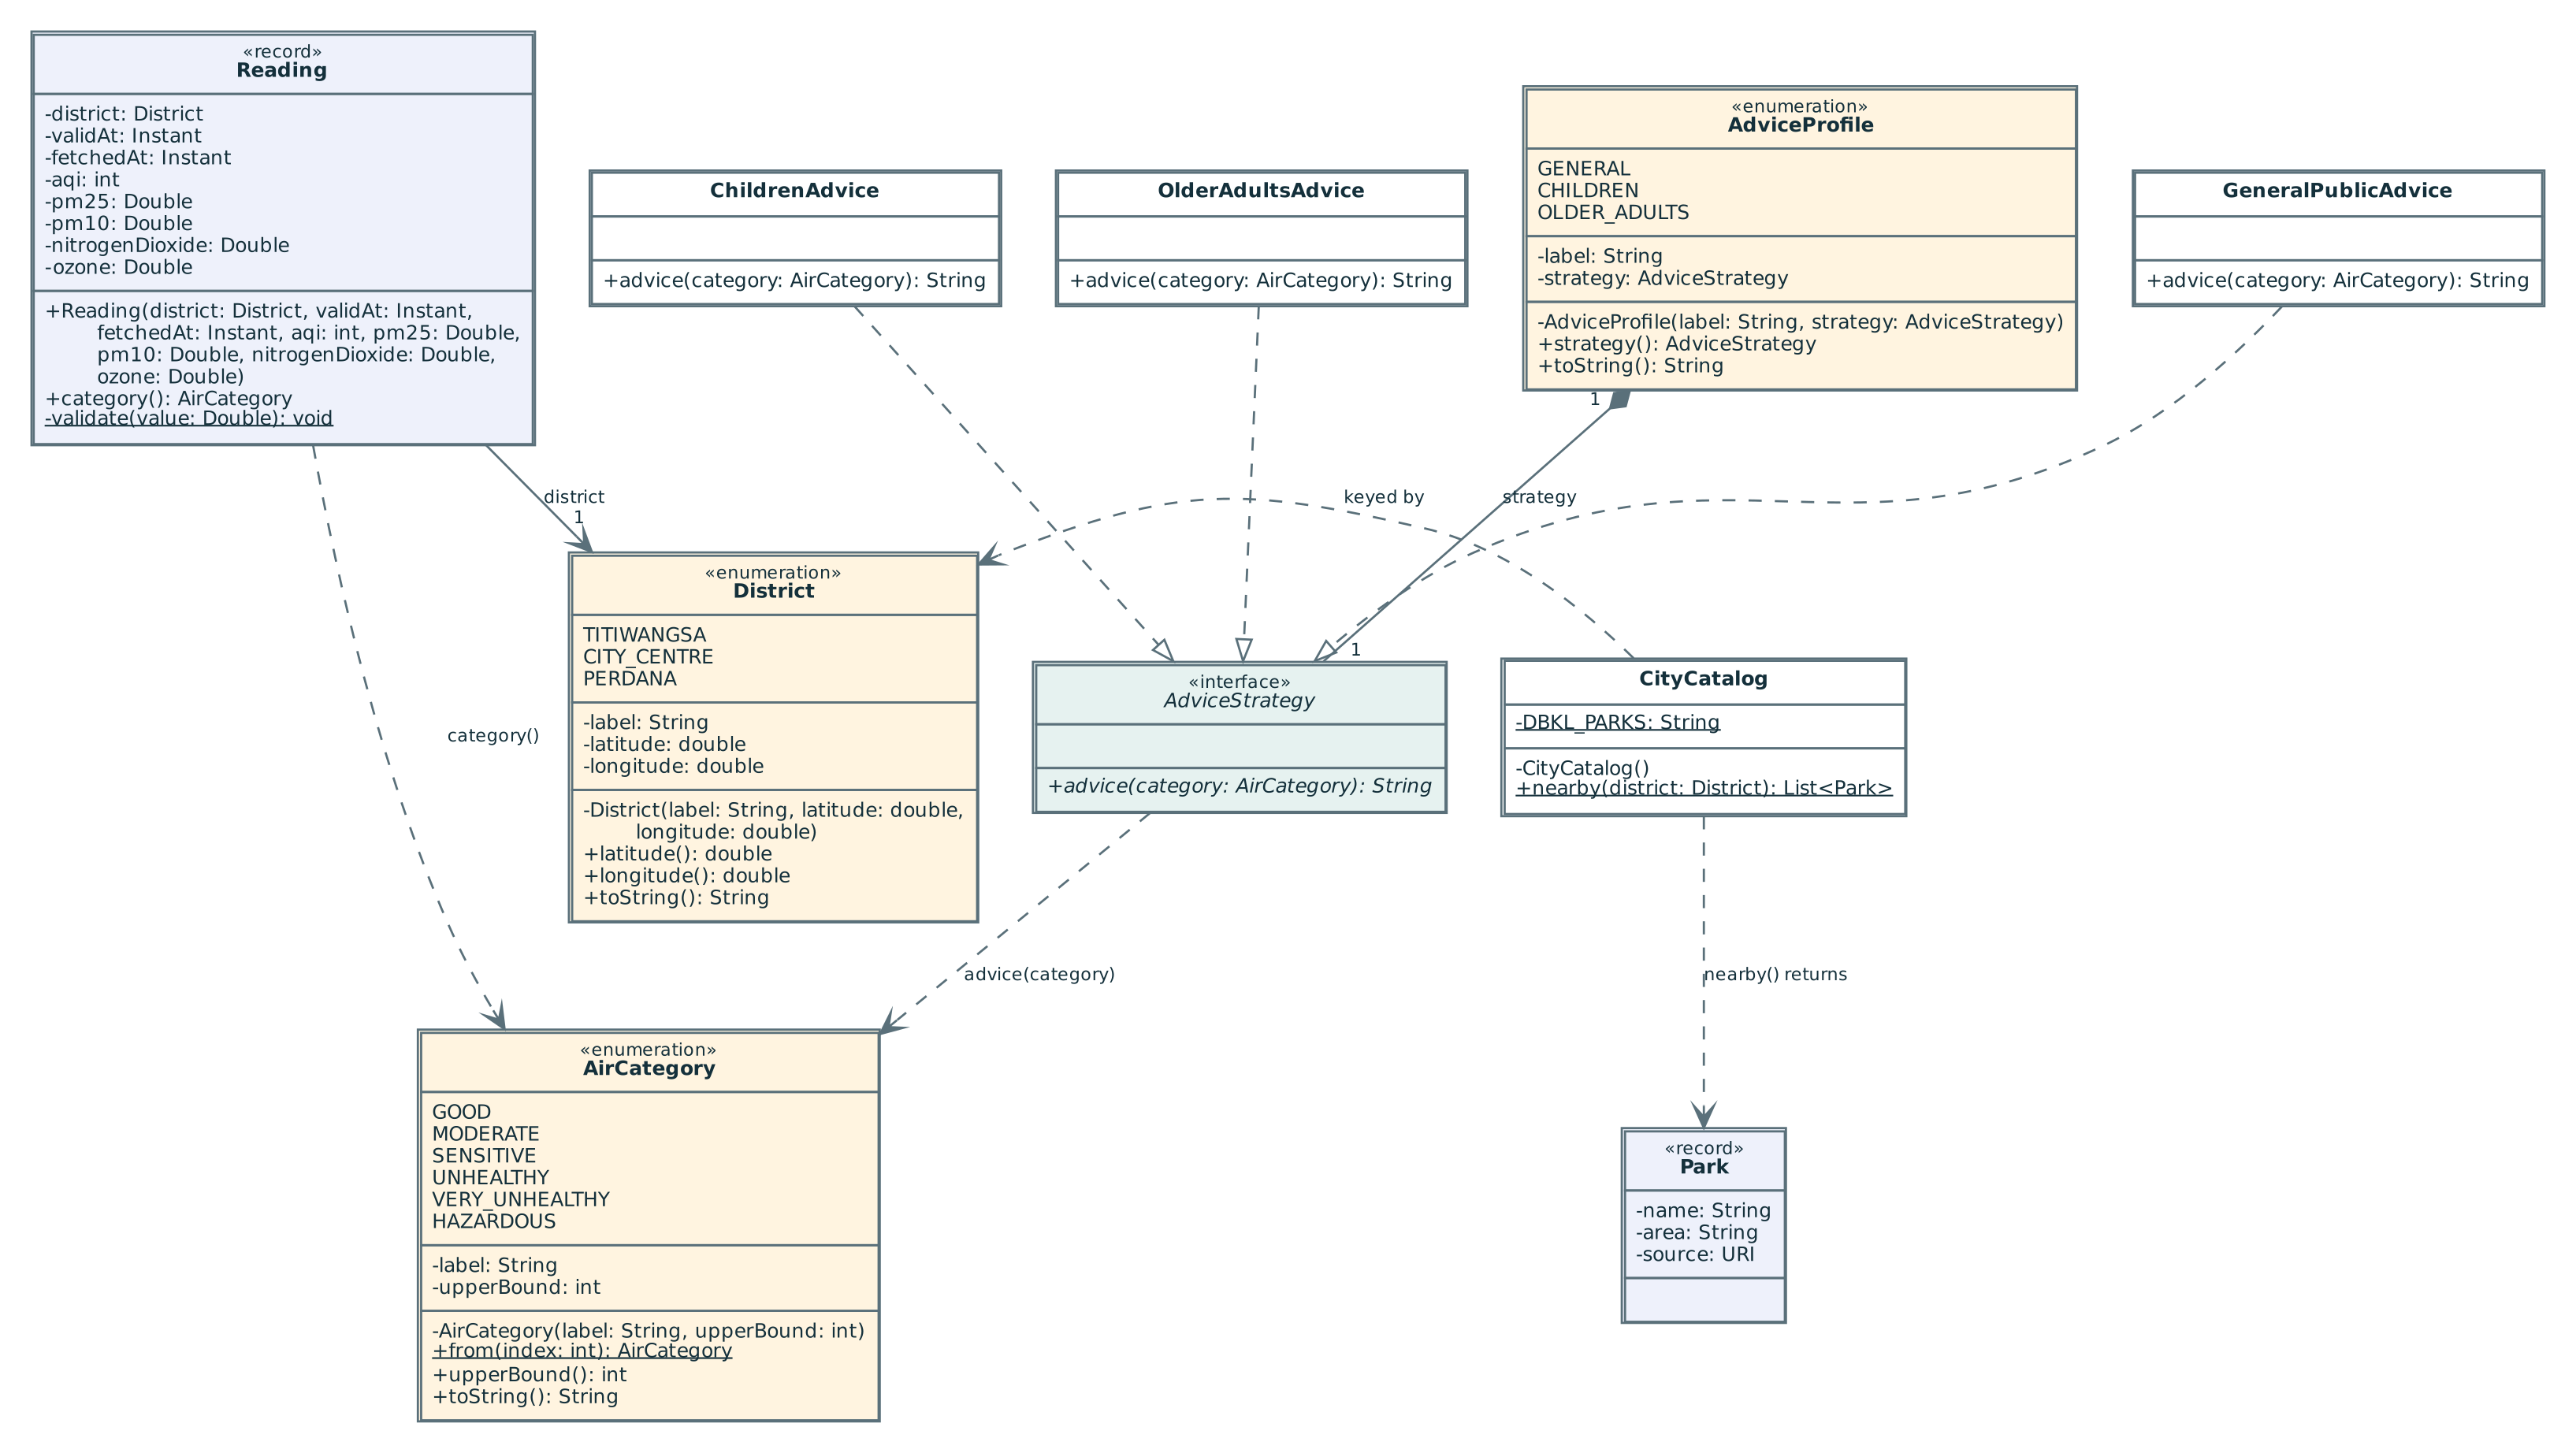 «record»
Reading
-district: District
-validAt: Instant
-fetchedAt: Instant
-aqi: int
-pm25: Double
-pm10: Double
-nitrogenDioxide: Double
-ozone: Double
+Reading(district: District, validAt: Instant,
fetchedAt: Instant, aqi: int, pm25: Double,
pm10: Double, nitrogenDioxide: Double,
ozone: Double)
+category(): AirCategory
-validate(value: Double): void
ChildrenAdvice
+advice(category: AirCategory): String
OlderAdultsAdvice
+advice(category: AirCategory): String
«enumeration»
AdviceProfile
GENERAL
CHILDREN
OLDER_ADULTS
-label: String
-strategy: AdviceStrategy
-AdviceProfile(label: String, strategy: AdviceStrategy)
+strategy(): AdviceStrategy
+toString(): String
GeneralPublicAdvice
+advice(category: AirCategory): String
1
district
1
keyed by
strategy
1
«enumeration»
District
TITIWANGSA
CITY_CENTRE
PERDANA
-label: String
-latitude: double
-longitude: double
-District(label: String, latitude: double,
longitude: double)
+latitude(): double
+longitude(): double
+toString(): String
«interface»
AdviceStrategy
+advice(category: AirCategory): String
CityCatalog
-DBKL_PARKS: String
-CityCatalog()
+nearby(district: District): List<Park>
category()
advice(category)
nearby() returns
«enumeration»
AirCategory
GOOD
MODERATE
SENSITIVE
UNHEALTHY
VERY_UNHEALTHY
HAZARDOUS
-label: String
-upperBound: int
-AirCategory(label: String, upperBound: int)
+from(index: int): AirCategory
+upperBound(): int
+toString(): String
«record»
Park
-name: String
-area: String
-source: URI